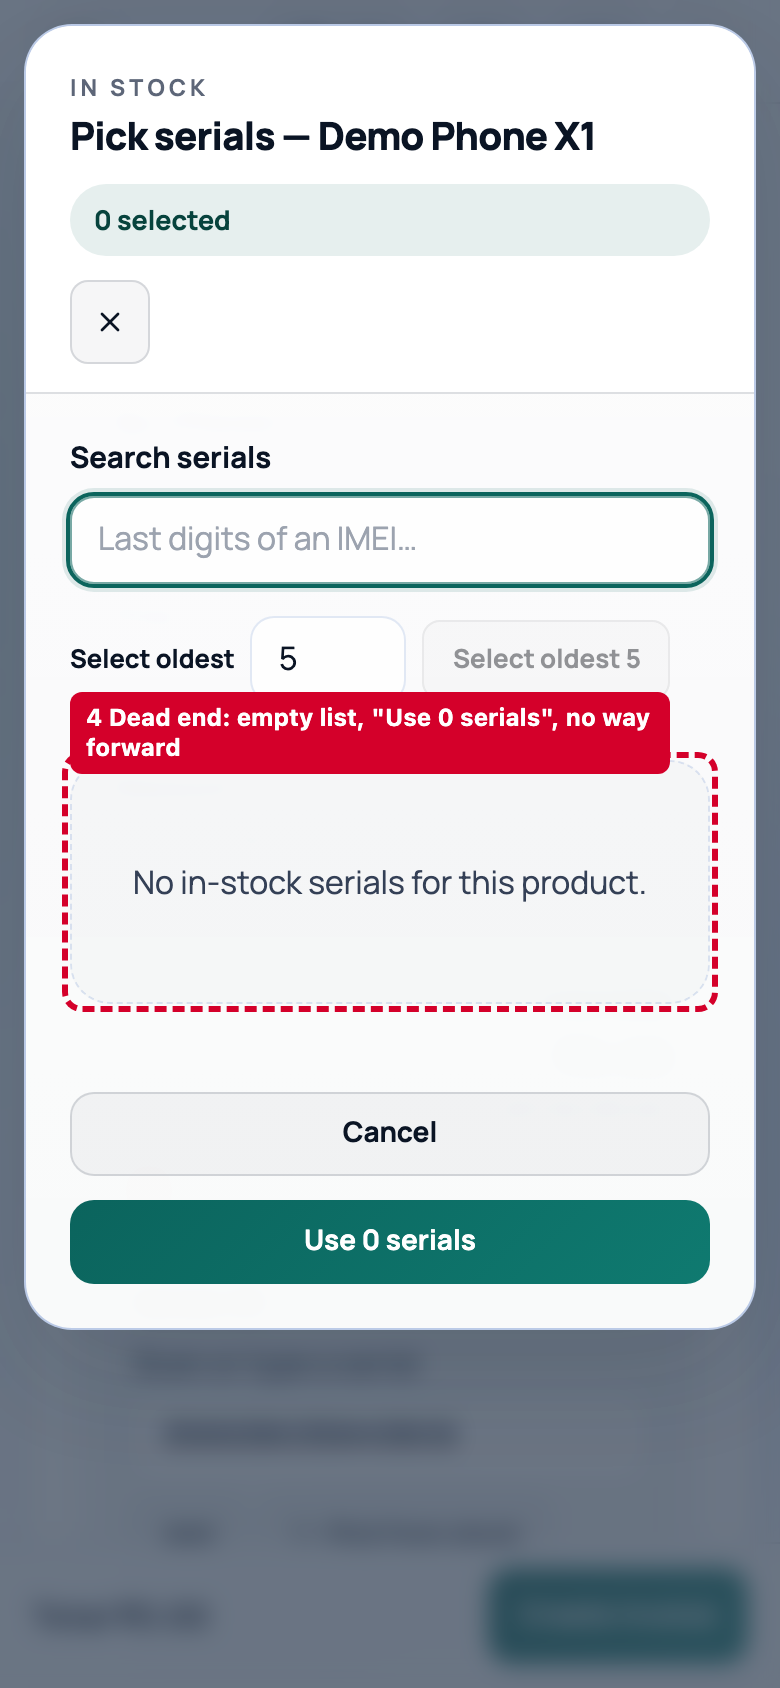 IN STOCK
Pick serials — Demo Phone X1
0 selected
Search serials
Last digits of an IMEI...
Select oldest 5 Select oldest 5
4 Dead end: empty list, "Use 0 serials", no way
forward
No in-stock serials for this product.
Cancel
Use 0 serials